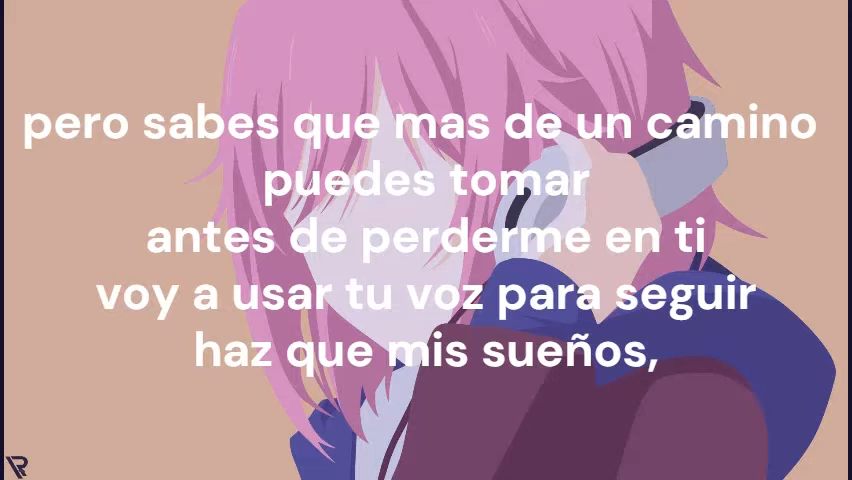 pero sabes que mas de un camino
puedes tomar
antes de perderme en ti
voy a usar tu voz para seguir
haz que mis sueños,